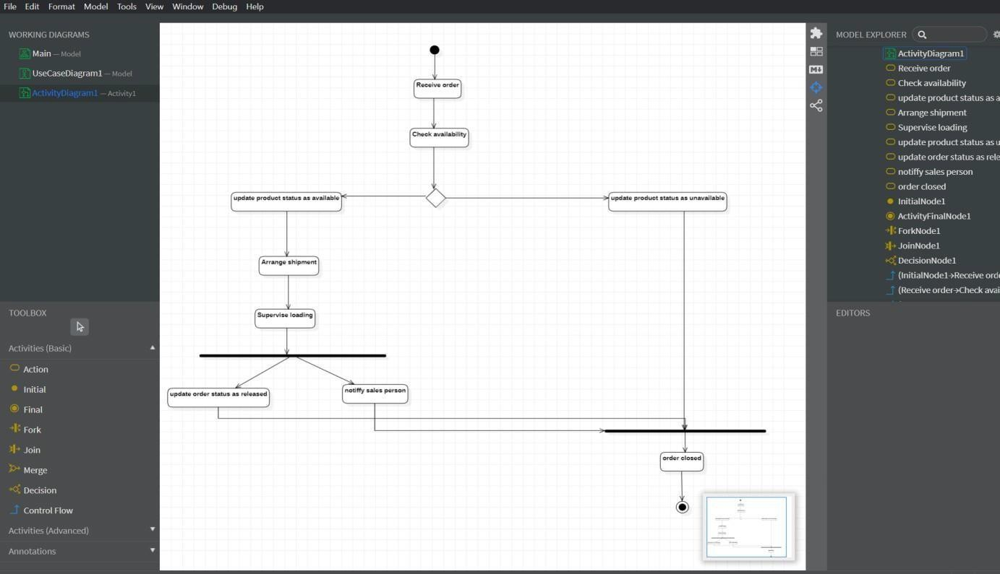 File Edit Format Model Tools View Window Debug Help
WORKING DIAGRAMS
Main — Model
UseCaseDiagram1 — Model
ActivityDiagram1 — Activity1
TOOLBOX
Activities (Basic)
Action
Initial
Final
Fork
Join
Merge
Decision
Control Flow
Activities (Advanced)
Annotations
Receive order
Check availability
update product status as available
update product status as unavailable
Arrange shipment
Supervise loading
update order status as released
notiffy sales person
order closed
MODEL EXPLORER
ActivityDiagram1
Receive order
Check availability
update product status as a
Arrange shipment
Supervise loading
update product status as u
update order status as rele
notiffy sales person
order closed
InitialNode1
ActivityFinalNode1
ForkNode1
JoinNode1
DecisionNode1
(InitialNode1→Receive orde
(Receive order→Check avai
EDITORS